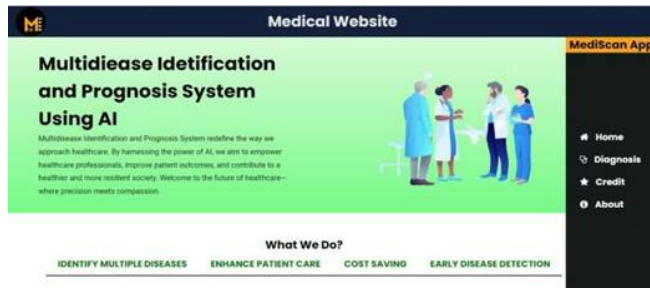 ME
Medical Website
MediScan App
Multidiease Idetification
and Prognosis System
Using AI
Multidisease Identification and Prognosis System redefine the way we
approach healthcare. By harnessing the power of AI, we aim to empower
healthcare professionals, improve patient outcomes, and contribute to a
healthier and more resilient society. Welcome to the future of healthcare—
where precision meets compassion.
Home
Diagnosis
Credit
About
What We Do?
IDENTIFY MULTIPLE DISEASES ENHANCE PATIENT CARE COST SAVING EARLY DISEASE DETECTION